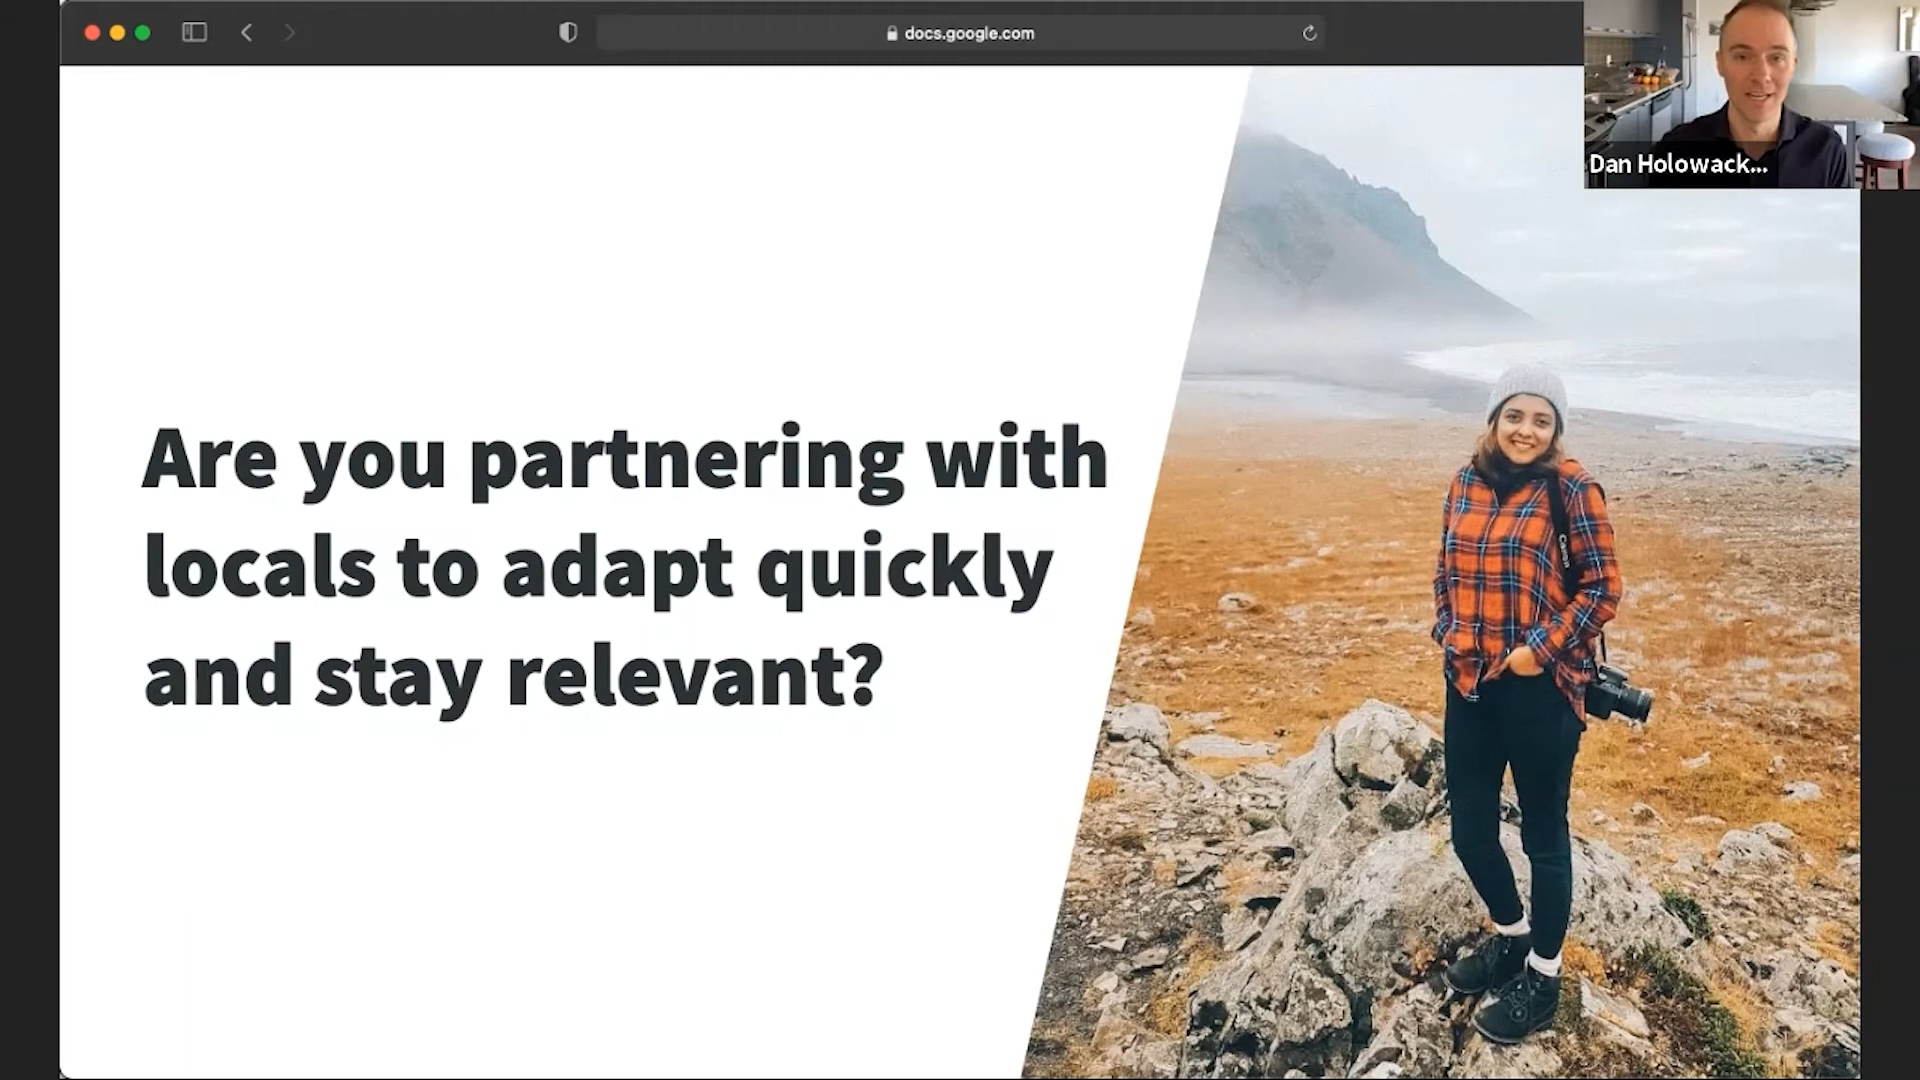 docs.google.com
Dan Holowack...
Are you partnering with
locals to adapt quickly
and stay relevant?
Canon